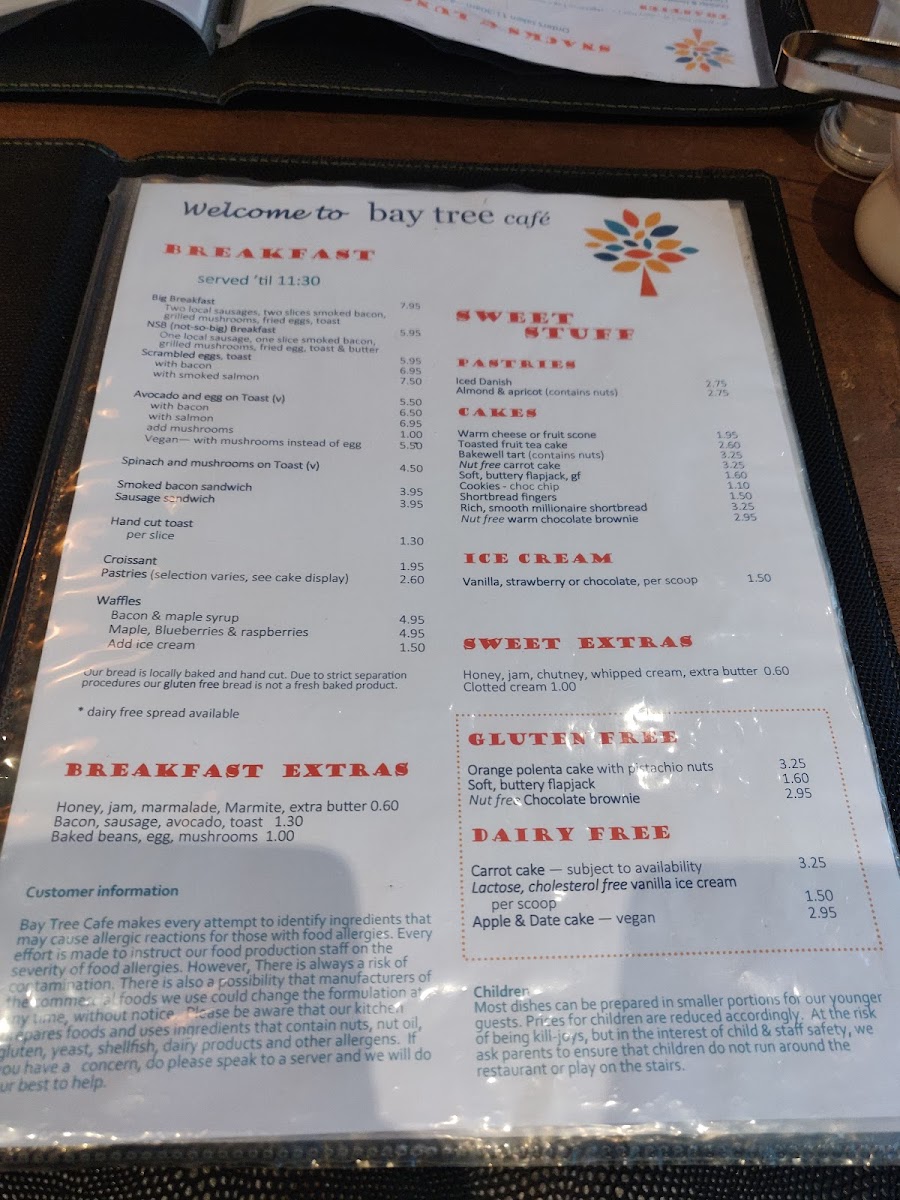 SNACKS & LUN
Welcome to bay tree café
BREAKFAST
served 'til 11:30
Big Breakfast 7.95
Two local sausages, two slices smoked bacon,
grilled mushrooms, fried eggs, toast
NSB (not-so-big) Breakfast 5.95
One local sausage, one slice smoked bacon,
grilled mushrooms, fried egg, toast & butter
Scrambled eggs, toast 5.95
with bacon 6.95
with smoked salmon 7.50
Avocado and egg on Toast (v) 5.50
with bacon 6.50
with salmon 6.95
add mushrooms 1.00
Vegan— with mushrooms instead of egg 5.50
Spinach and mushrooms on Toast (v) 4.50
Smoked bacon sandwich 3.95
Sausage sandwich 3.95
Hand cut toast
per slice 1.30
Croissant 1.95
Pastries (selection varies, see cake display) 2.60
Waffles
Bacon & maple syrup 4.95
Maple, Blueberries & raspberries 4.95
Add ice cream 1.50
Our bread is locally baked and hand cut. Due to strict separation
procedures our gluten free bread is not a fresh baked product.
* dairy free spread available
BREAKFAST EXTRAS
Honey, jam, marmalade, Marmite, extra butter 0.60
Bacon, sausage, avocado, toast 1.30
Baked beans, egg, mushrooms 1.00
Customer information
Bay Tree Cafe makes every attempt to identify ingredients that
may cause allergic reactions for those with food allergies. Every
effort is made to instruct our food production staff on the
severity of food allergies. However, There is always a risk of
contamination. There is also a possibility that manufacturers of
the commercial foods we use could change the formulation at
ny time, without notice. Please be aware that our kitchen
repares foods and uses ingredients that contain nuts, nut oil,
gluten, yeast, shellfish, dairy products and other allergens. If
ou have a concern, do please speak to a server and we will do
ur best to help.
SWEET
STUFF
PASTRIES
Iced Danish 2.75
Almond & apricot (contains nuts) 2.75
CAKES
Warm cheese or fruit scone 1.95
Toasted fruit tea cake 2.60
Bakewell tart (contains nuts) 3.25
Nut free carrot cake 3.25
Soft, buttery flapjack, gf 1.60
Cookies - choc chip 1.10
Shortbread fingers 1.50
Rich, smooth millionaire shortbread 3.25
Nut free warm chocolate brownie 2.95
ICE CREAM
Vanilla, strawberry or chocolate, per scoop 1.50
SWEET EXTRAS
Honey, jam, chutney, whipped cream, extra butter 0.60
Clotted cream 1.00
GLUTEN FREE
Orange polenta cake with pistachio nuts 3.25
Soft, buttery flapjack 1.60
Nut free Chocolate brownie 2.95
DAIRY FREE
Carrot cake — subject to availability 3.25
Lactose, cholesterol free vanilla ice cream
per scoop 1.50
Apple & Date cake — vegan 2.95
Children
Most dishes can be prepared in smaller portions for our younger
guests. Prices for children are reduced accordingly. At the risk
of being kill-joys, but in the interest of child & staff safety, we
ask parents to ensure that children do not run around the
restaurant or play on the stairs.